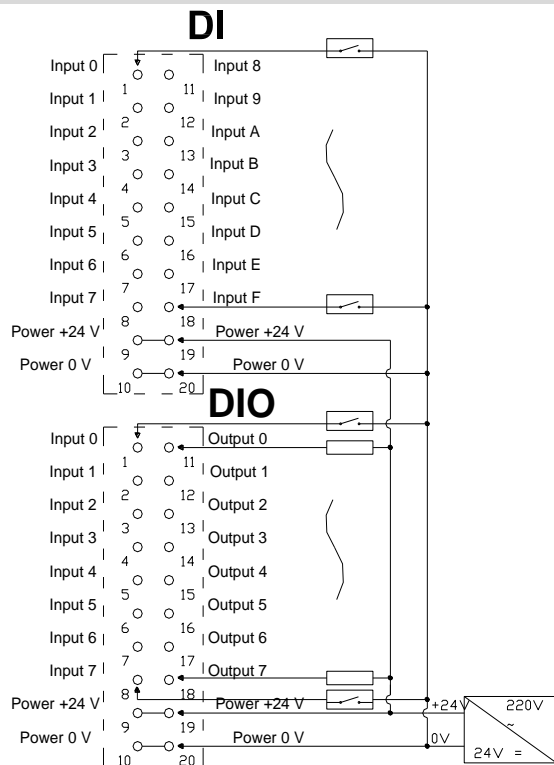 DI
Input 0 Input 8
1 11
Input 1 Input 9
2 12
Input 2 Input A
3 13
Input 3 Input B
4 14
Input 4 Input C
5 15
Input 5 Input D
6 16
Input 6 Input E
7 17
Input 7 Input F
8 18
Power +24 V Power +24 V
9 19
Power 0 V Power 0 V
10 20
DIO
Input 0 Output 0
1 11
Input 1 Output 1
2 12
Input 2 Output 2
3 13
Input 3 Output 3
4 14
Input 4 Output 4
5 15
Input 5 Output 5
6 16
Input 6 Output 6
7 17
Input 7 Output 7
8 18
Power +24 V Power +24 V +24V 220V
9 19 ~
Power 0 V Power 0 V 0V
10 20 24V =